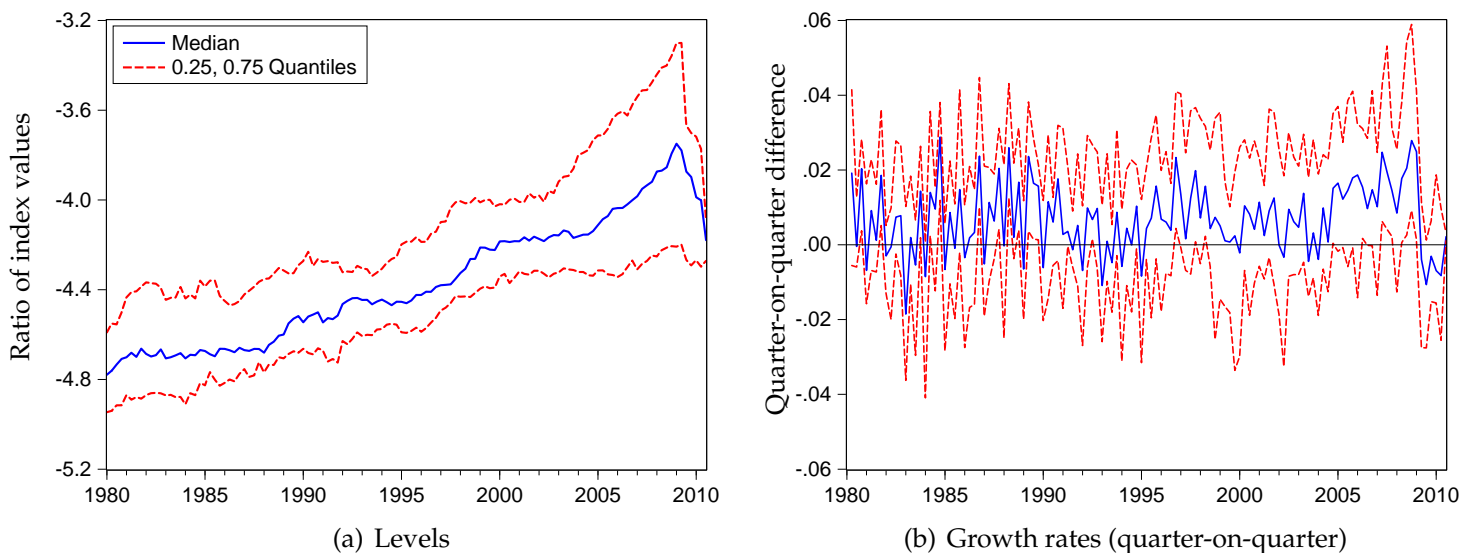 Ratio of index values
-3.2
-3.6
-4.0
-4.4
-4.8
-5.2
Median
0.25, 0.75 Quantiles
1980 1985 1990 1995 2000 2005 2010
(a) Levels
Quarter-on-quarter difference
.06
.04
.02
.00
-.02
-.04
-.06
1980 1985 1990 1995 2000 2005 2010
(b) Growth rates (quarter-on-quarter)